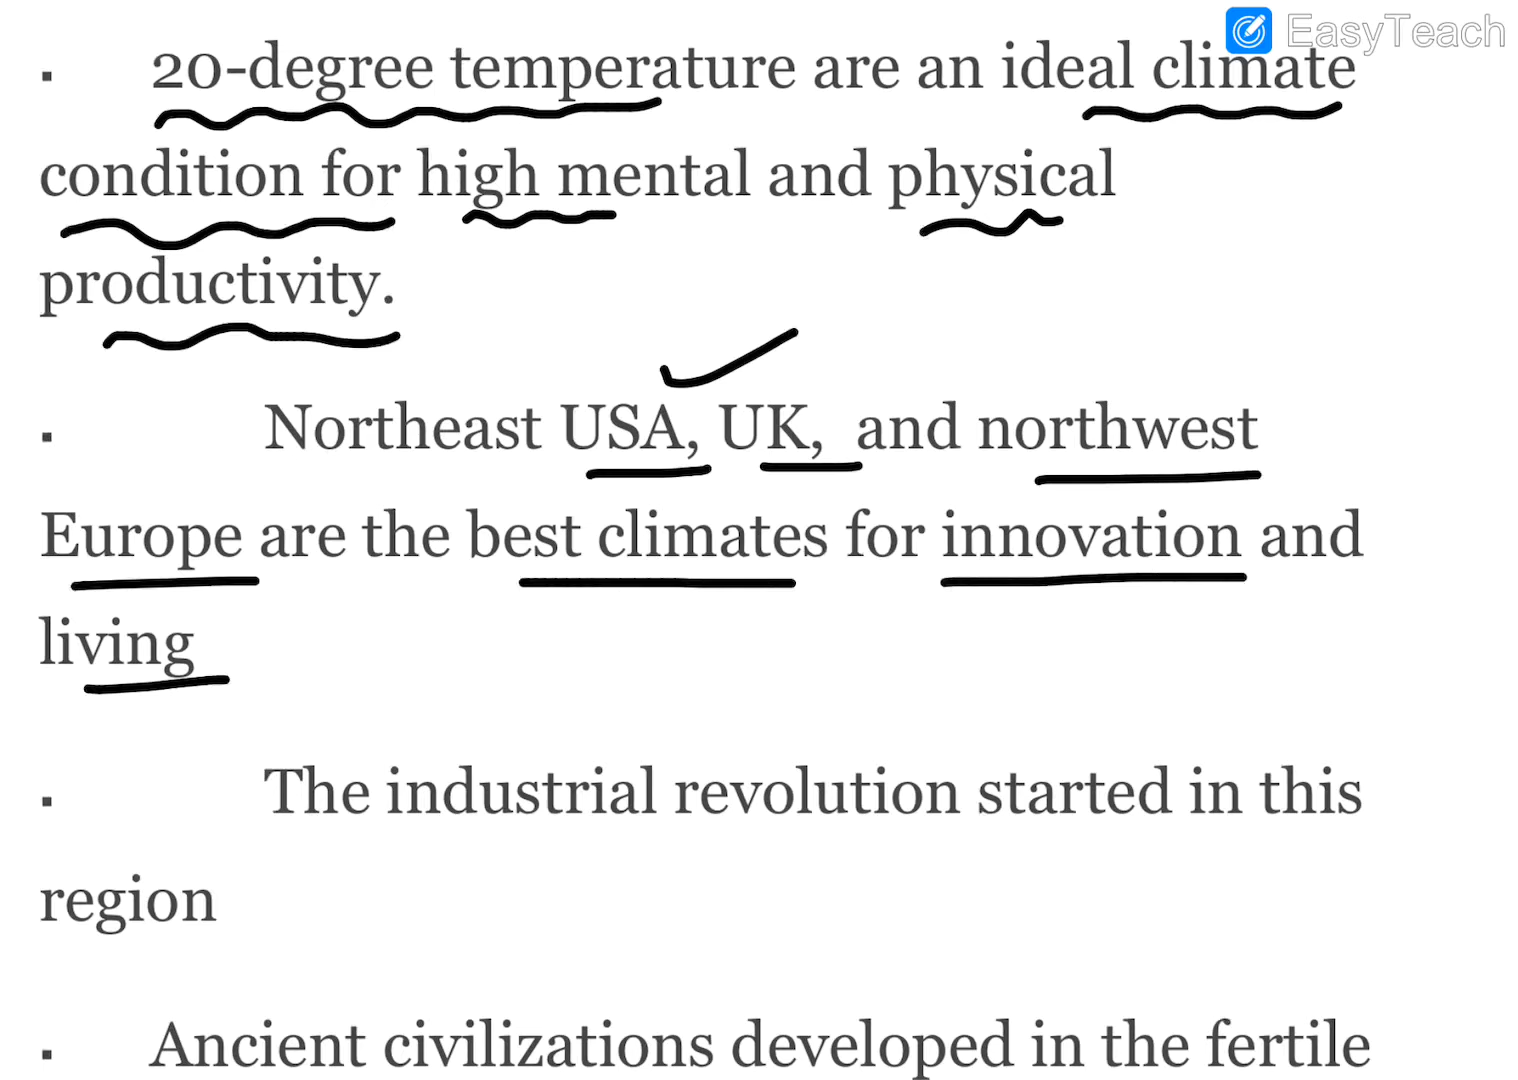 EasyTeach
▪ 20-degree temperature are an ideal climate
condition for high mental and physical
productivity.
▪ Northeast USA, UK, and northwest
Europe are the best climates for innovation and
living
▪ The industrial revolution started in this
region
▪ Ancient civilizations developed in the fertile